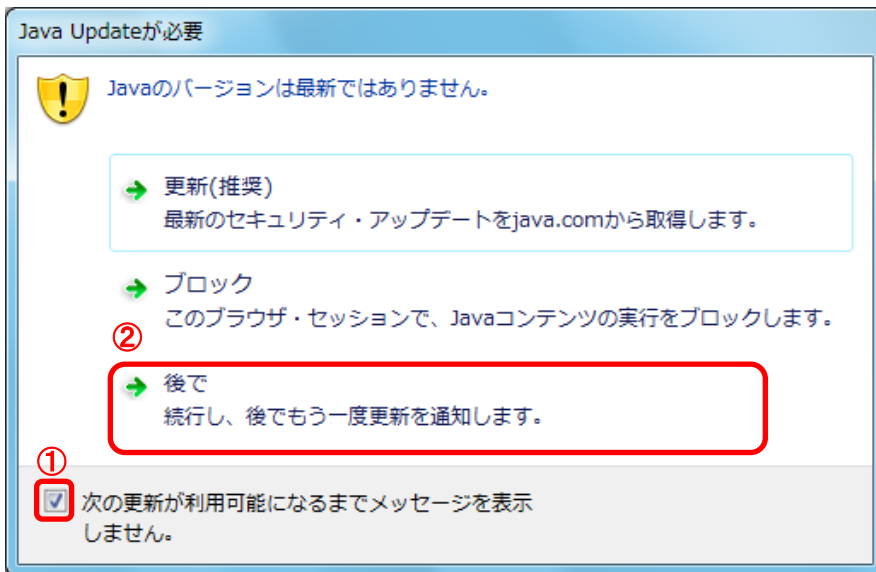 Java Updateが必要
Javaのバージョンは最新ではありません。
更新(推奨)
最新のセキュリティ・アップデートをjava.comから取得します。
ブロック
このブラウザ・セッションで、Javaコンテンツの実行をブロックします。
②
後で
続行し、後でもう一度更新を通知します。
①
次の更新が利用可能になるまでメッセージを表示
しません。